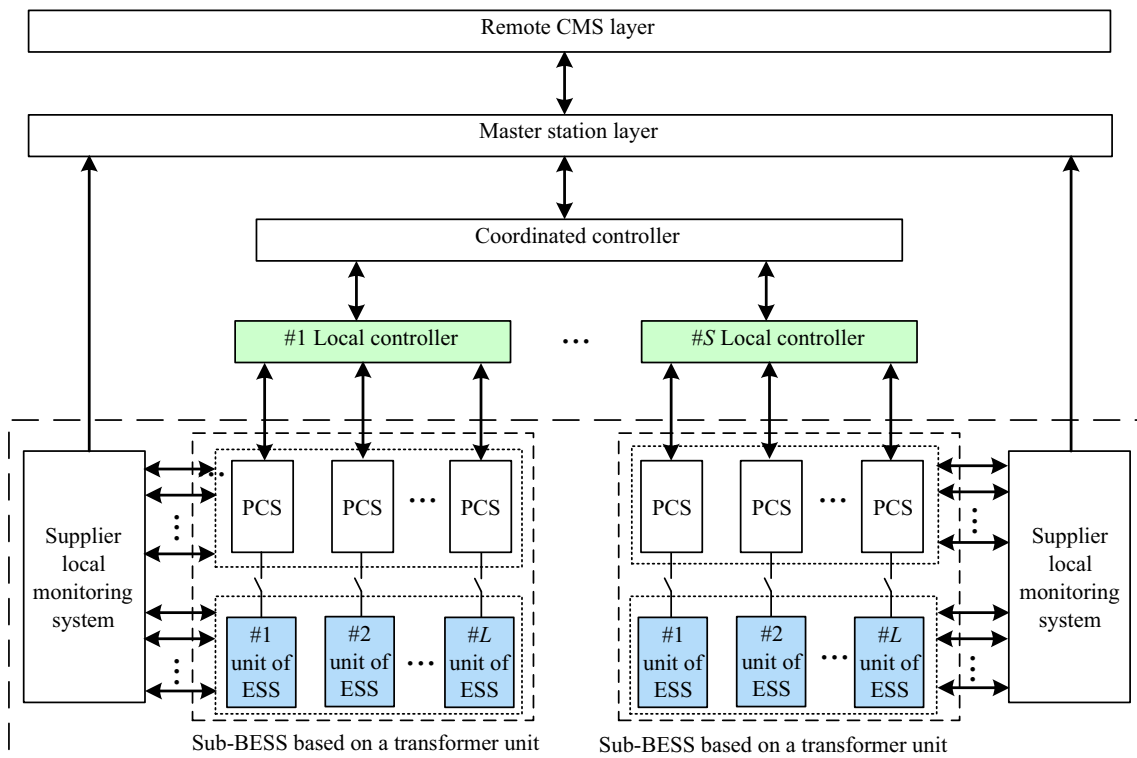 Remote CMS layer
Master station layer
Coordinated controller
#1 Local controller
...
#S Local controller
Supplier
local
monitoring
system
...
...
...
PCS
PCS
...
PCS
#1
unit of
ESS
#2
unit of
ESS
...
#L
unit of
ESS
Sub-BESS based on a transformer unit
PCS
PCS
...
PCS
#1
unit of
ESS
#2
unit of
ESS
...
#L
unit of
ESS
Sub-BESS based on a transformer unit
...
...
Supplier
local
monitoring
system